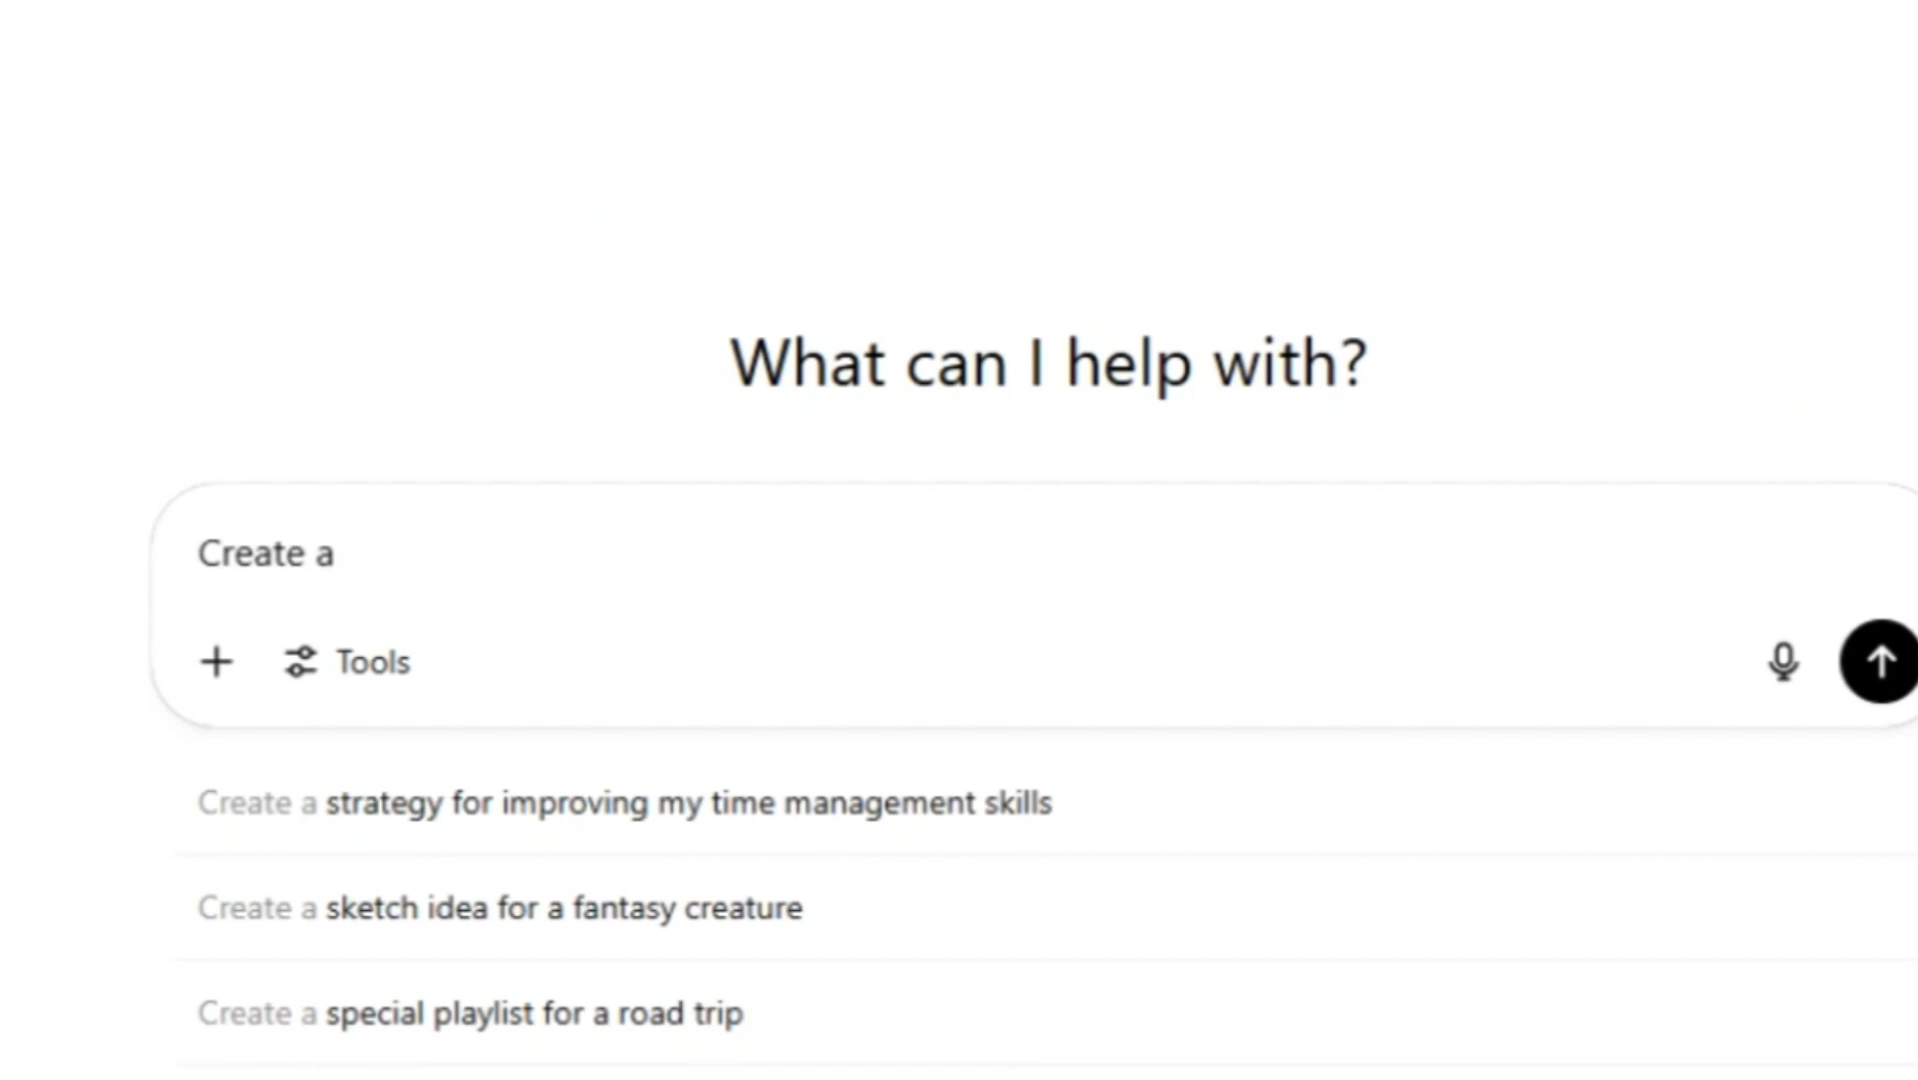 What can I help with?
Create a
Tools
Create a strategy for improving my time management skills
Create a sketch idea for a fantasy creature
Create a special playlist for a road trip